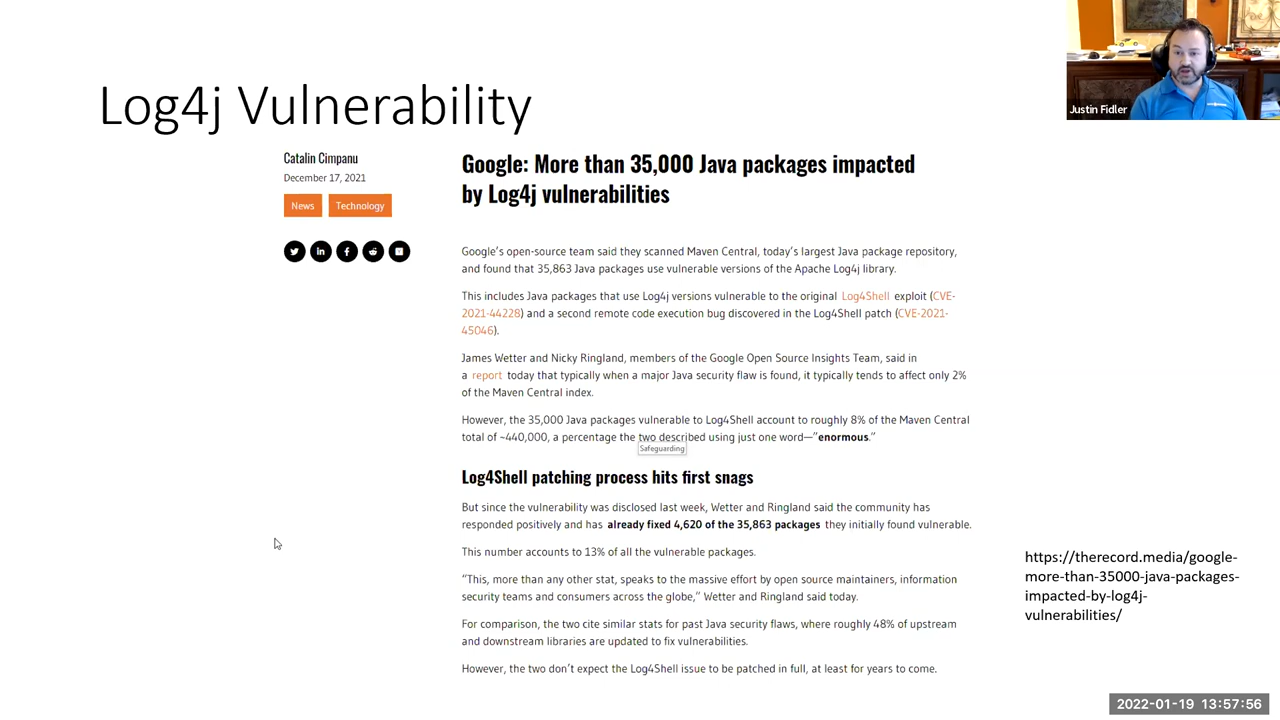 Log4j Vulnerability
Justin Fidler
Catalin Cimpanu
December 17, 2021
News
Technology
Google: More than 35,000 Java packages impacted
by Log4j vulnerabilities
Google's open-source team said they scanned Maven Central, today's largest Java package repository,
and found that 35,863 Java packages use vulnerable versions of the Apache Log4j library.
This includes Java packages that use Log4j versions vulnerable to the original Log4Shell exploit (CVE-
2021-44228) and a second remote code execution bug discovered in the Log4Shell patch (CVE-2021-
45046).
James Wetter and Nicky Ringland, members of the Google Open Source Insights Team, said in
a report today that typically when a major Java security flaw is found, it typically tends to affect only 2%
of the Maven Central index.
However, the 35,000 Java packages vulnerable to Log4Shell account to roughly 8% of the Maven Central
total of ~440,000, a percentage the two described using just one word—"enormous."
Safeguarding
Log4Shell patching process hits first snags
But since the vulnerability was disclosed last week, Wetter and Ringland said the community has
responded positively and has already fixed 4,620 of the 35,863 packages they initially found vulnerable.
This number accounts to 13% of all the vulnerable packages.
"This, more than any other stat, speaks to the massive effort by open source maintainers, information
security teams and consumers across the globe," Wetter and Ringland said today.
For comparison, the two cite similar stats for past Java security flaws, where roughly 48% of upstream
and downstream libraries are updated to fix vulnerabilities.
However, the two don't expect the Log4Shell issue to be patched in full, at least for years to come.
https://therecord.media/google-
more-than-35000-java-packages-
impacted-by-log4j-
vulnerabilities/
2022-01-19 13:57:56